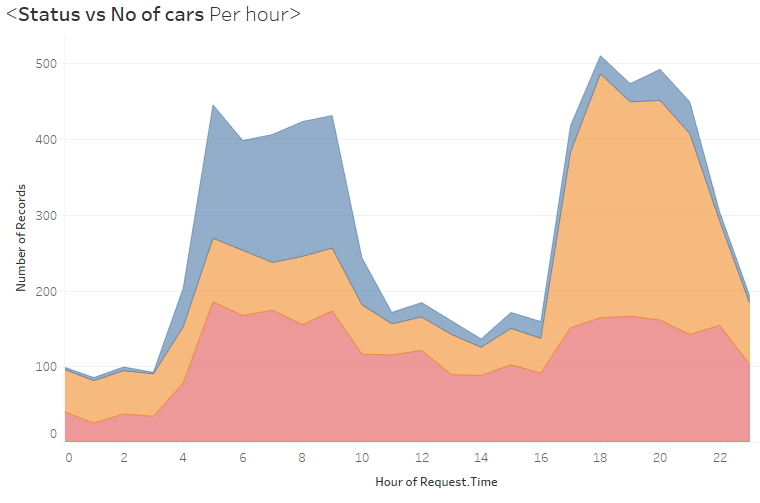 <Status vs No of cars Per hour>
500
400
300
200
100
0
Number of Records
0 2 4 6 8 10 12 14 16 18 20 22
Hour of Request.Time